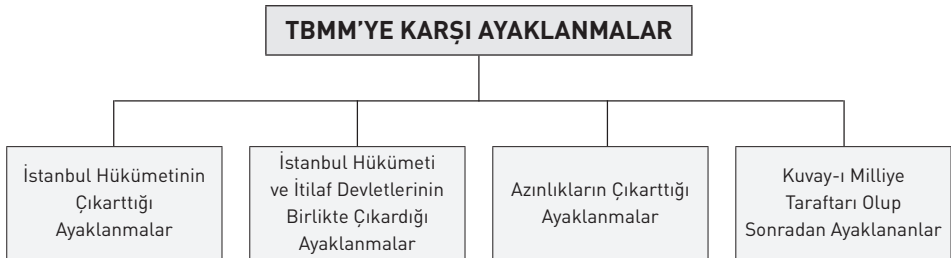 TBMM'YE KARŞI AYAKLANMALAR
İstanbul Hükümetinin
Çıkarttığı
Ayaklanmalar
İstanbul Hükümeti
ve İtilaf Devletlerinin
Birlikte Çıkardığı
Ayaklanmalar
Azınlıkların Çıkarttığı
Ayaklanmalar
Kuvay-ı Milliye
Taraftarı Olup
Sonradan Ayaklananlar